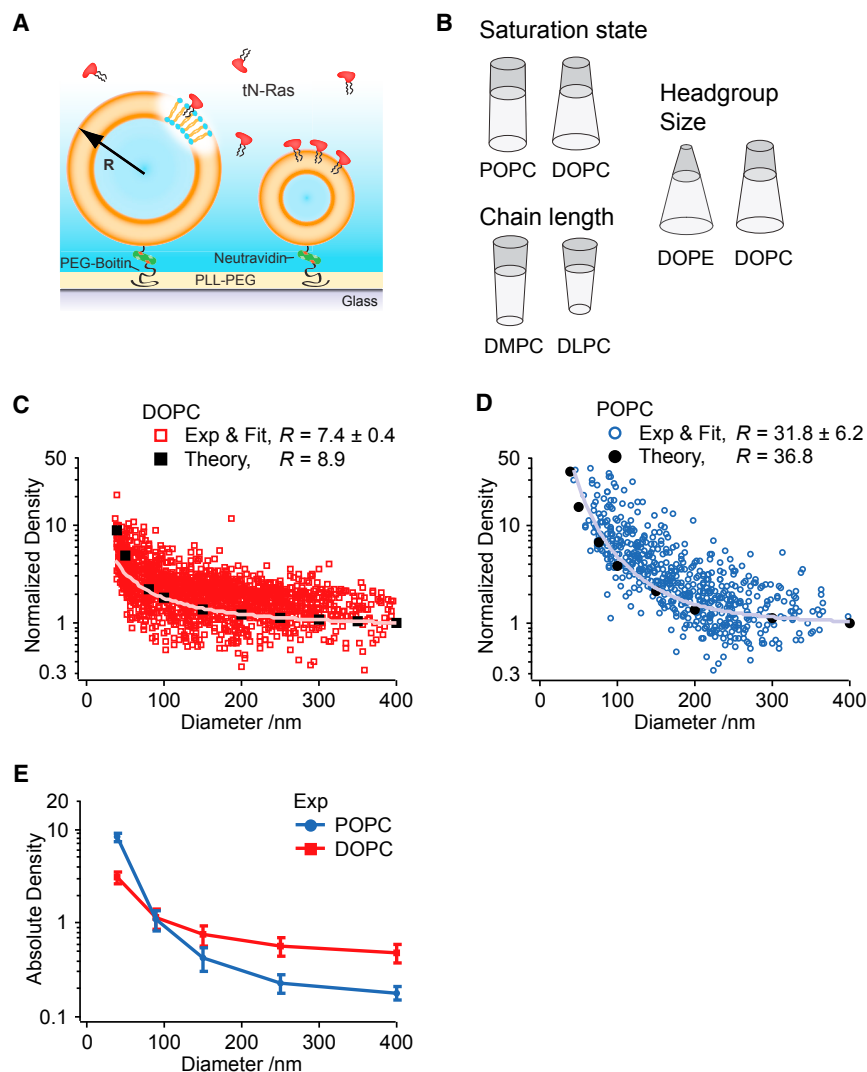 A
tN-Ras
R
PEG-Boitin
Neutravidin
PLL-PEG
Glass
B
Saturation state
POPC DOPC
Headgroup
Size
DOPE DOPC
Chain length
DMPC DLPC
C
DOPC
Exp & Fit, R = 7.4 ± 0.4
Theory, R = 8.9
Normalized Density
50
10
1
0.3
0 100 200 300 400
Diameter /nm
D
POPC
Exp & Fit, R = 31.8 ± 6.2
Theory, R = 36.8
Normalized Density
50
10
1
0.3
0 100 200 300 400
Diameter /nm
E
Exp
POPC
DOPC
Absolute Density
20
10
1
0.1
0 100 200 300 400
Diameter /nm